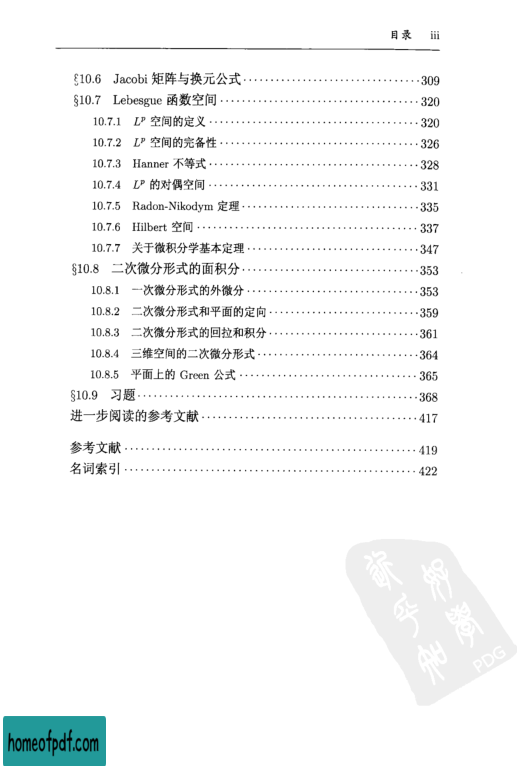 目录 iii
§10.6 Jacobi 矩阵与换元公式 309
§10.7 Lebesgue 函数空间 320
10.7.1 Lᵖ 空间的定义 320
10.7.2 Lᵖ 空间的完备性 326
10.7.3 Hanner 不等式 328
10.7.4 Lᵖ 的对偶空间 331
10.7.5 Radon-Nikodym 定理 335
10.7.6 Hilbert 空间 337
10.7.7 关于微积分学基本定理 347
§10.8 二次微分形式的面积分 353
10.8.1 一次微分形式的外微分 353
10.8.2 二次微分形式和平面的定向 359
10.8.3 二次微分形式的回拉和积分 361
10.8.4 三维空间的二次微分形式 364
10.8.5 平面上的 Green 公式 365
§10.9 习题 368
进一步阅读的参考文献 417
参考文献 419
名词索引 422
PDG
homeofpdf.com